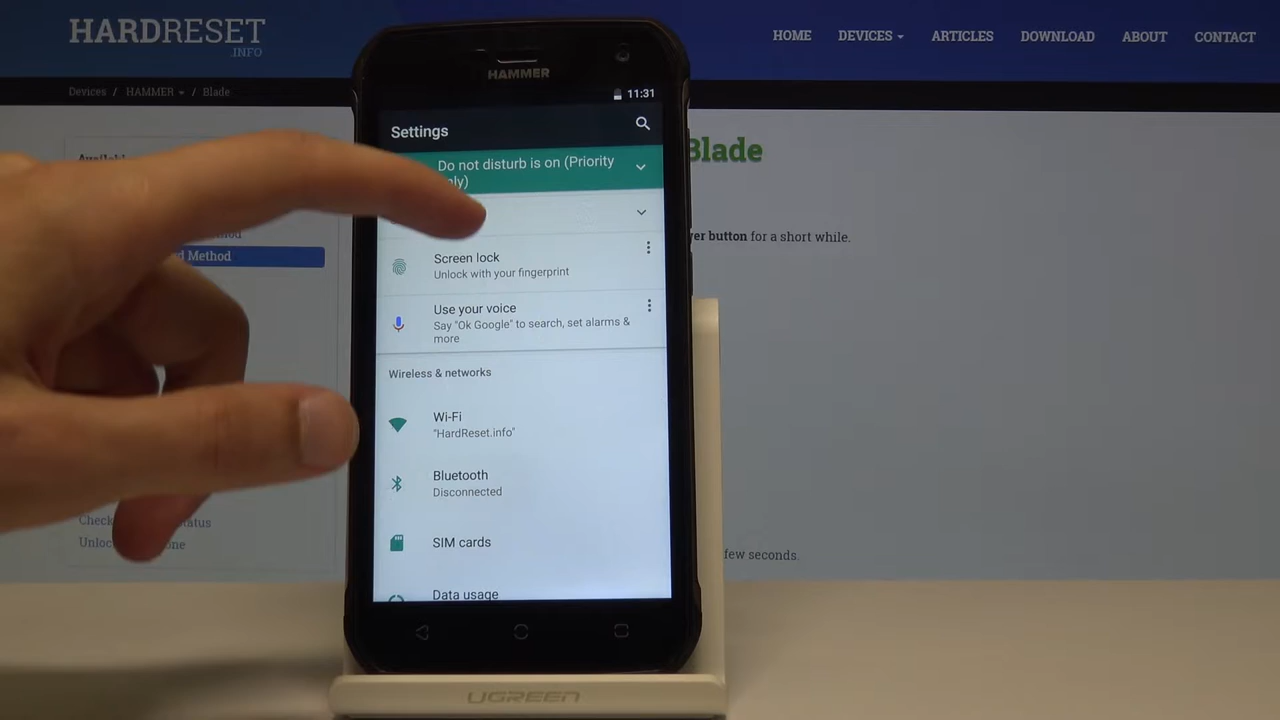 HARDRESET
.INFO
HOME DEVICES ARTICLES DOWNLOAD ABOUT CONTACT
Devices / HAMMER / Blade
Blade
button for a short while.
Method
few seconds.
HAMMER
11:31
Settings
Do not disturb is on (Priority
Screen lock
Unlock with your fingerprint
Use your voice
Say "Ok Google" to search, set alarms &
more
Wireless & networks
Wi-Fi
"HardReset.info"
Bluetooth
Disconnected
SIM cards
Data usage
UGREEN